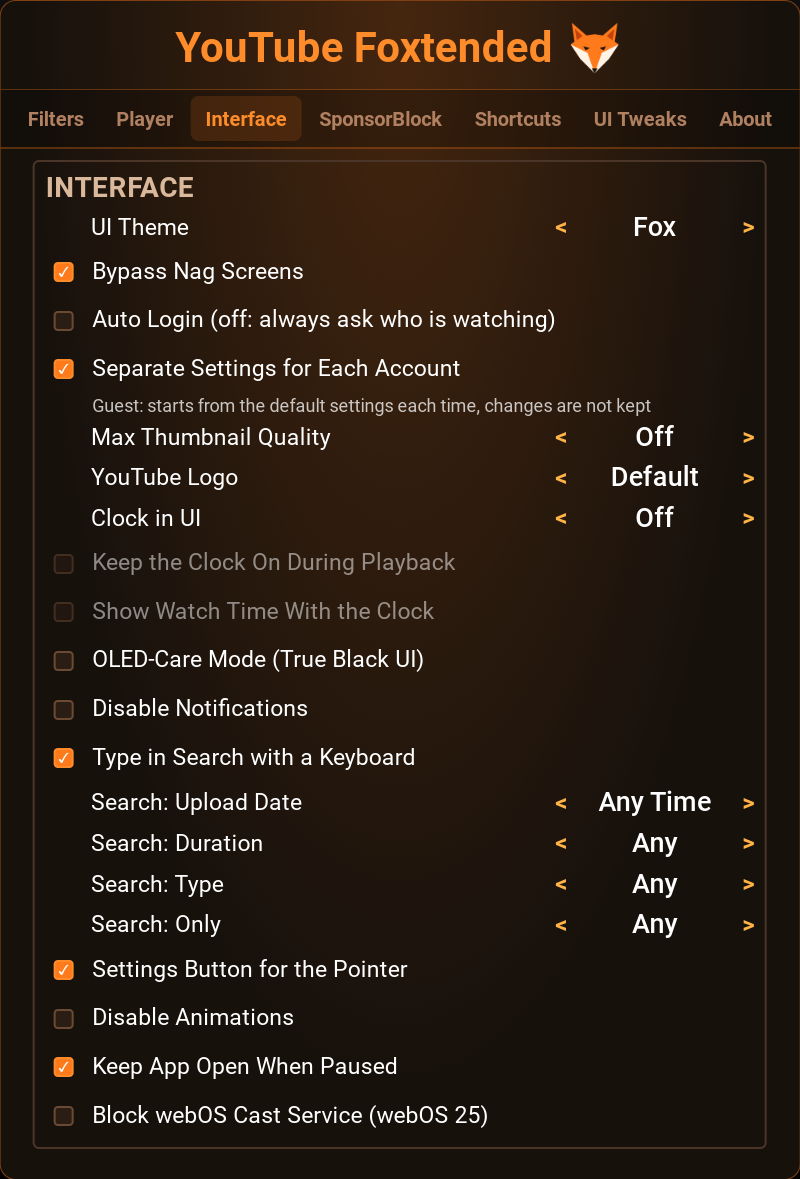 YouTube Foxtended
Filters Player Interface SponsorBlock Shortcuts UI Tweaks About
INTERFACE
UI Theme < Fox >
✓ Bypass Nag Screens
Auto Login (off: always ask who is watching)
✓ Separate Settings for Each Account
Guest: starts from the default settings each time, changes are not kept
Max Thumbnail Quality < Off >
YouTube Logo < Default >
Clock in UI < Off >
Keep the Clock On During Playback
Show Watch Time With the Clock
OLED-Care Mode (True Black UI)
Disable Notifications
✓ Type in Search with a Keyboard
Search: Upload Date < Any Time >
Search: Duration < Any >
Search: Type < Any >
Search: Only < Any >
✓ Settings Button for the Pointer
Disable Animations
✓ Keep App Open When Paused
Block webOS Cast Service (webOS 25)